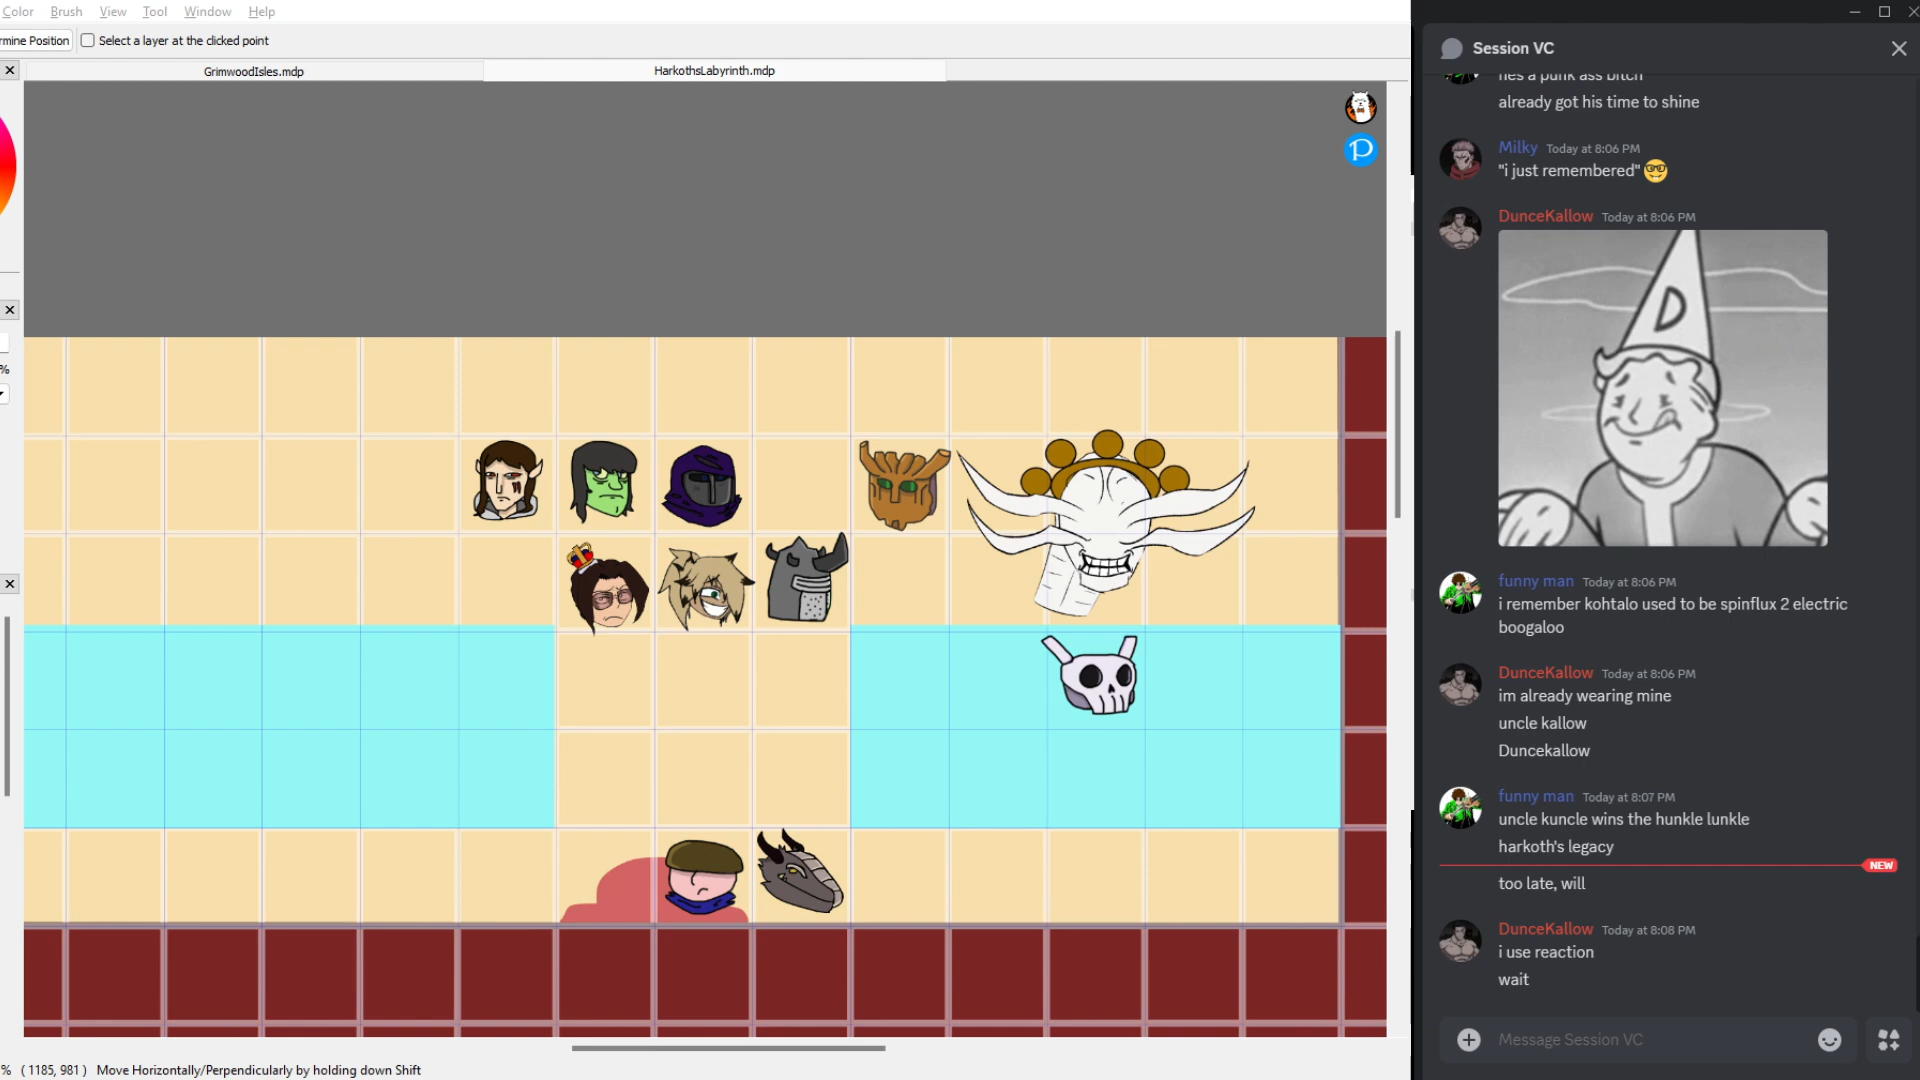 Color Brush View Tool Window Help
rmine Position Select a layer at the clicked point
GrimwoodIsles.mdp HarkothsLabyrinth.mdp
%
% ( 1185, 981 ) Move Horizontally/Perpendicularly by holding down Shift
Session VC
hes a punk ass bitch
already got his time to shine
Milky Today at 8:06 PM
"i just remembered" 🤓
DunceKallow Today at 8:06 PM
D
funny man Today at 8:06 PM
i remember kohtalo used to be spinflux 2 electric
boogaloo
DunceKallow Today at 8:06 PM
im already wearing mine
uncle kallow
Duncekallow
funny man Today at 8:07 PM
uncle kuncle wins the hunkle lunkle
harkoth's legacy
NEW
too late, will
DunceKallow Today at 8:08 PM
i use reaction
wait
Message Session VC